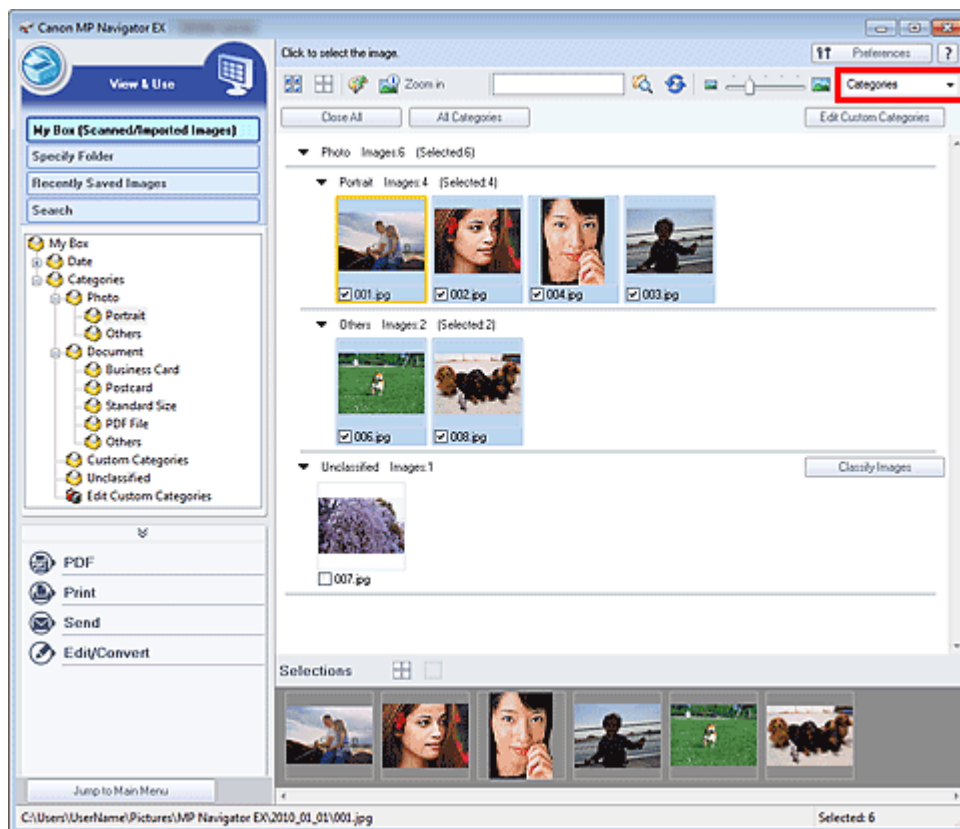 Canon MP Navigator EX
View & Use
My Box (Scanned/Imported Images)
Specify Folder
Recently Saved Images
Search
My Box
Date
Categories
Photo
Portrait
Others
Document
Business Card
Postcard
Standard Size
PDF File
Others
Custom Categories
Unclassified
Edit Custom Categories
PDF
Print
Send
Edit/Convert
Jump to Main Menu
Click to select the image.
Preferences ?
Zoom in
Categories
Close All All Categories Edit Custom Categories
Photo Images:6 (Selected:6)
Portrait Images:4 (Selected:4)
001.jpg 002.jpg 004.jpg 003.jpg
Others Images:2 (Selected:2)
006.jpg 008.jpg
Unclassified Images:1 Classify Images
007.jpg
Selections
C:\Users\UserName\Pictures\MP Navigator EX\2010_01_01\001.jpg Selected: 6